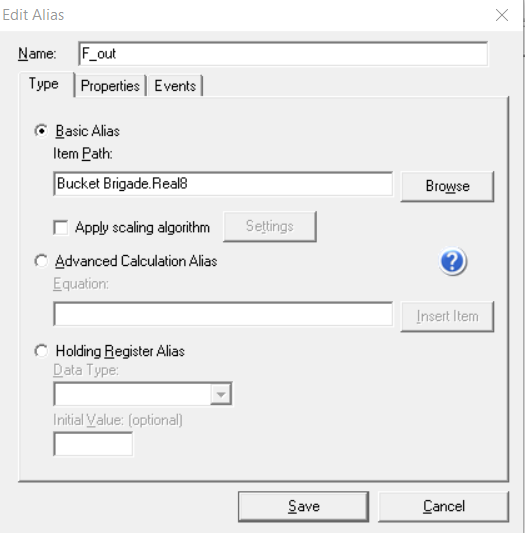 Edit Alias
Name: F_out
Type Properties Events
Basic Alias
Item Path:
Bucket Brigade.Real8 Browse
Apply scaling algorithm Settings
Advanced Calculation Alias ?
Equation:
Insert Item
Holding Register Alias
Data Type:
Initial Value: (optional)
Save Cancel